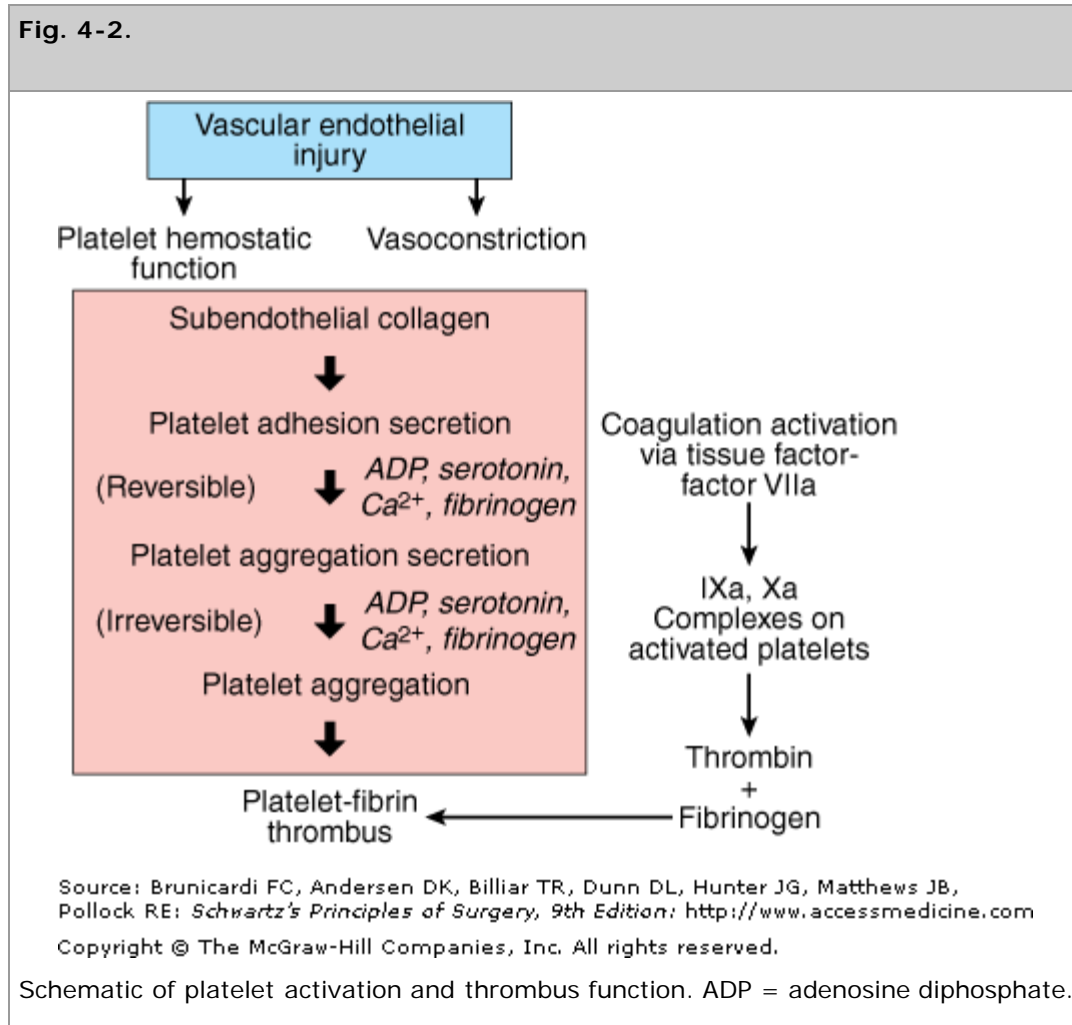 Fig. 4-2.
Vascular endothelial
injury
Platelet hemostatic
function
Vasoconstriction
Subendothelial collagen
Platelet adhesion secretion
(Reversible)
ADP, serotonin,
Ca2+, fibrinogen
Platelet aggregation secretion
(Irreversible)
ADP, serotonin,
Ca2+, fibrinogen
Platelet aggregation
Platelet-fibrin
thrombus
Coagulation activation
via tissue factor-
factor VIIa
IXa, Xa
Complexes on
activated platelets
Thrombin
+
Fibrinogen
Source: Brunicardi FC, Andersen DK, Billiar TR, Dunn DL, Hunter JG, Matthews JB,
Pollock RE: Schwartz's Principles of Surgery, 9th Edition: http://www.accessmedicine.com
Copyright © The McGraw-Hill Companies, Inc. All rights reserved.
Schematic of platelet activation and thrombus function. ADP = adenosine diphosphate.